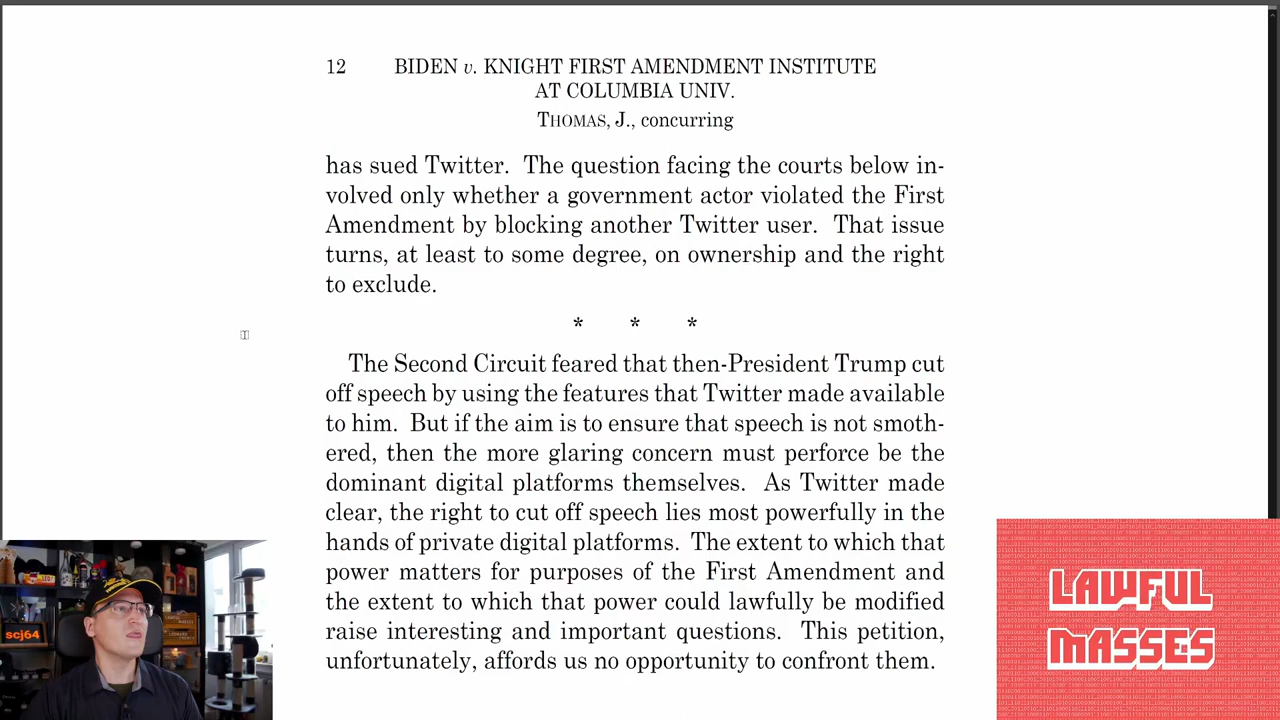 12 BIDEN v. KNIGHT FIRST AMENDMENT INSTITUTE
AT COLUMBIA UNIV.
THOMAS, J., concurring
has sued Twitter. The question facing the courts below in-
volved only whether a government actor violated the First
Amendment by blocking another Twitter user. That issue
turns, at least to some degree, on ownership and the right
to exclude.
* * *
The Second Circuit feared that then-President Trump cut
off speech by using the features that Twitter made available
to him. But if the aim is to ensure that speech is not smoth-
ered, then the more glaring concern must perforce be the
dominant digital platforms themselves. As Twitter made
clear, the right to cut off speech lies most powerfully in the
hands of private digital platforms. The extent to which that
power matters for purposes of the First Amendment and
the extent to which that power could lawfully be modified
raise interesting and important questions. This petition,
unfortunately, affords us no opportunity to confront them.
scj64
LAWFUL
MASSES